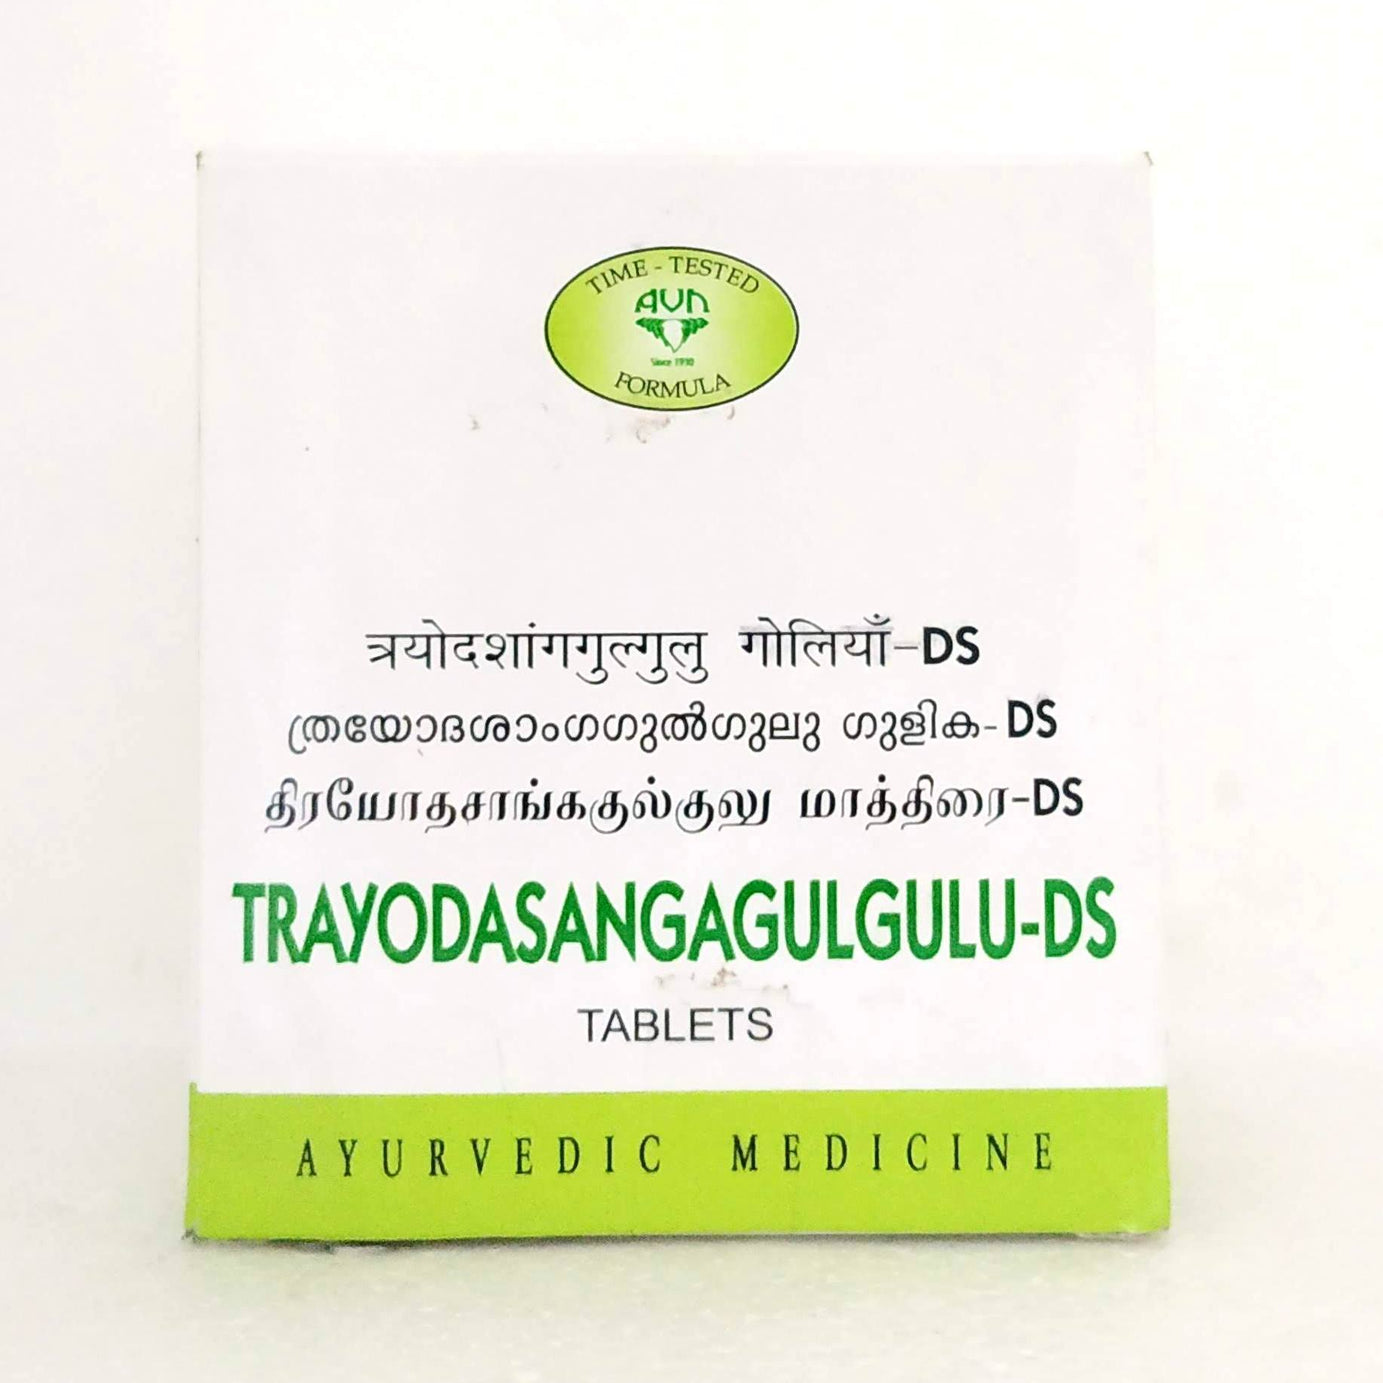 TIME - TESTED
AVN
Since 1930
FORMULA
त्रयोदशांगगुल्गुलु गोलियाँ-DS
ത്രയോദശാംഗഗുൽഗുലു ഗുളിക-DS
திரயோதசாங்ககுல்குலு மாத்திரை-DS
TRAYODASANGAGULGULU-DS
TABLETS
AYURVEDIC MEDICINE